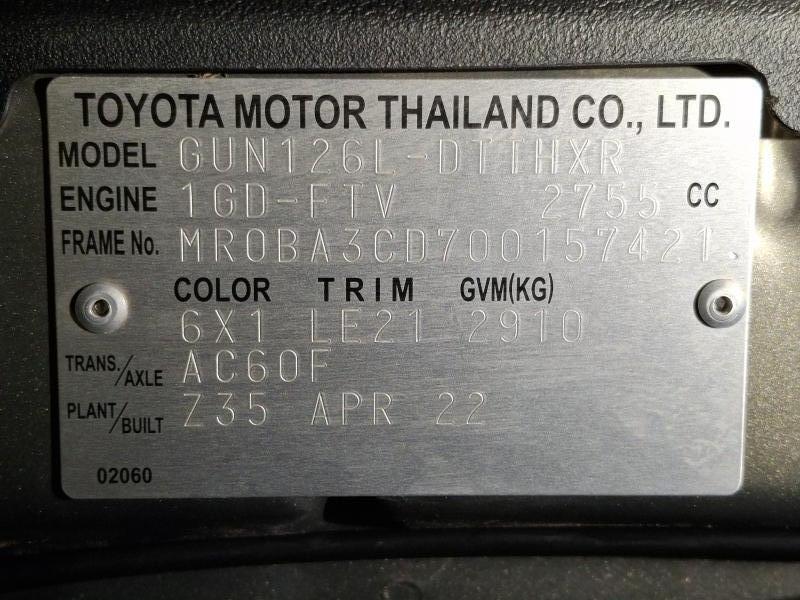 TOYOTA MOTOR THAILAND CO., LTD.
MODEL GUN126L-DTTHXR
ENGINE 1GD-FTV 2755 CC
FRAME No. MR0BA3CD700157421.
COLOR TRIM GVM(KG)
6X1 LE21 2910
TRANS./AXLE AC60F
PLANT/BUILT Z35 APR 22
02060